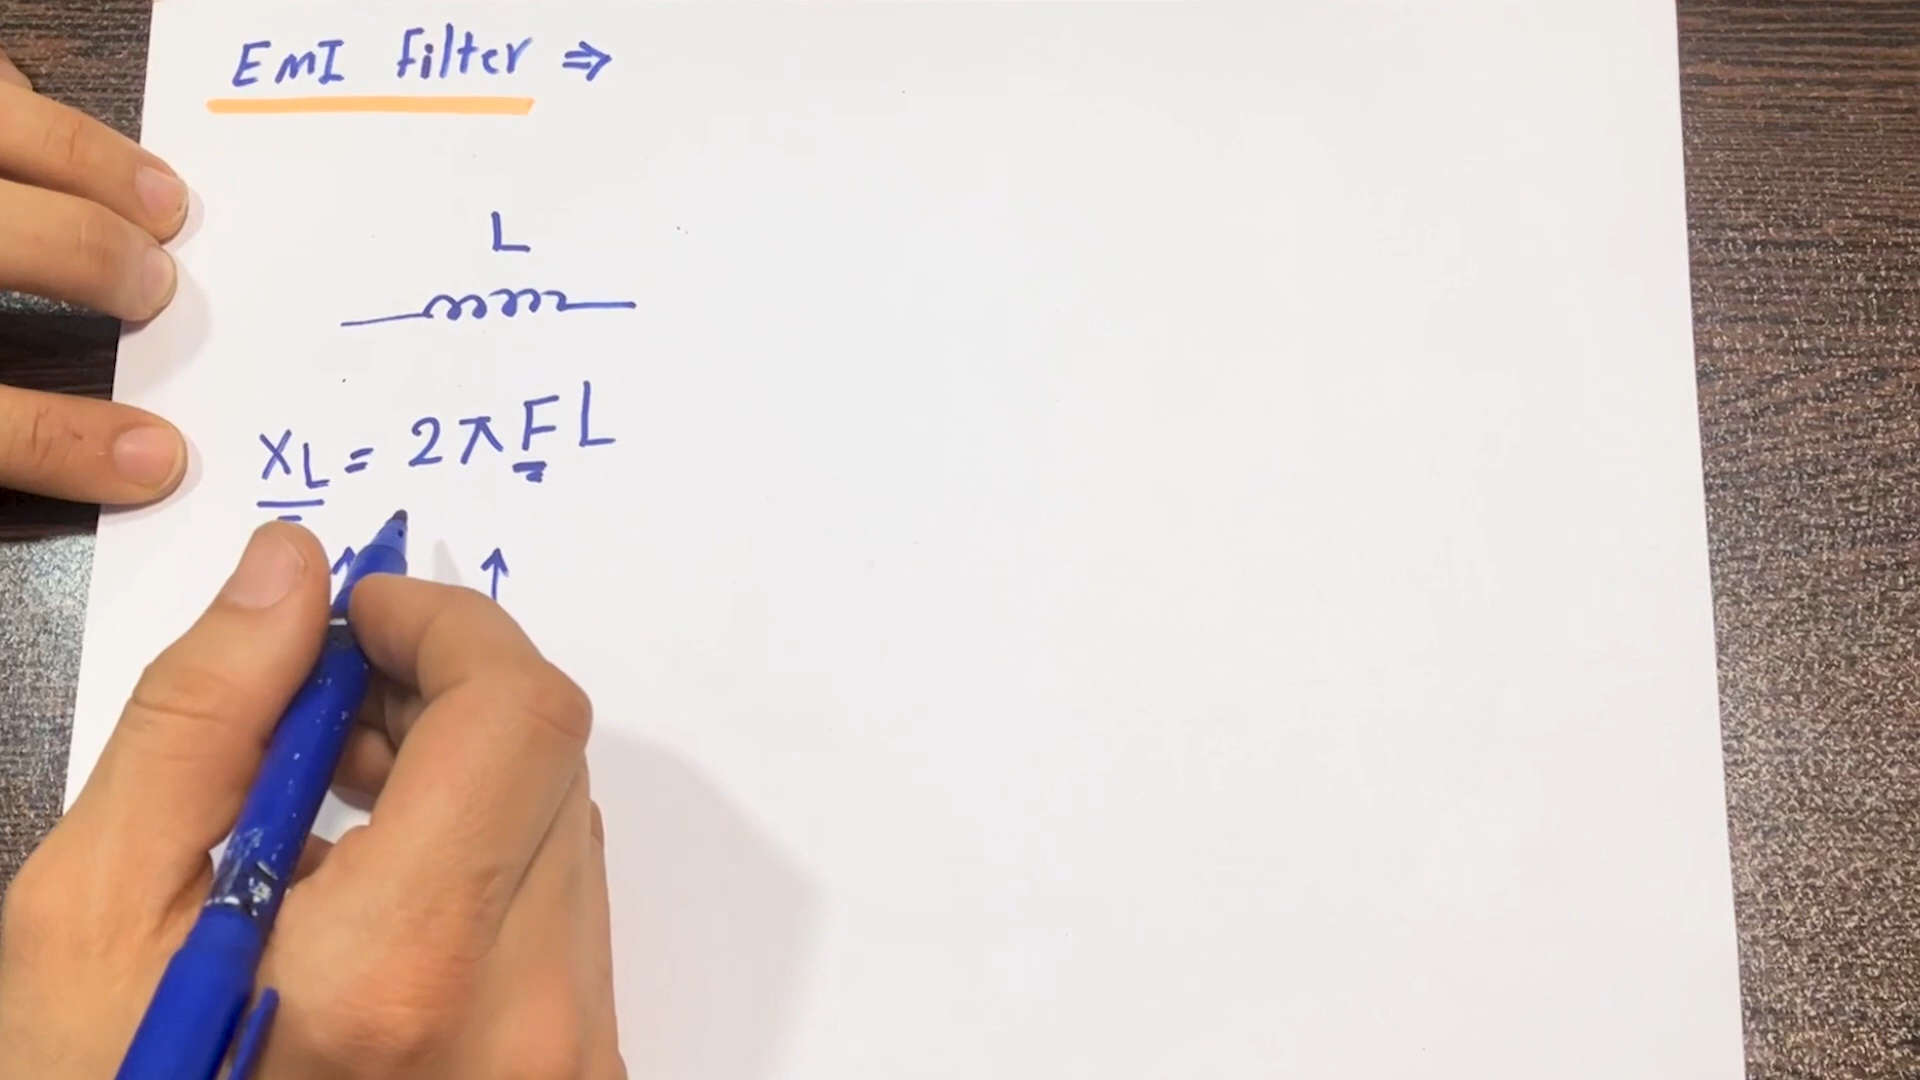 EMI Filter ⇒
L
XL = 2πFL
↑ ↑